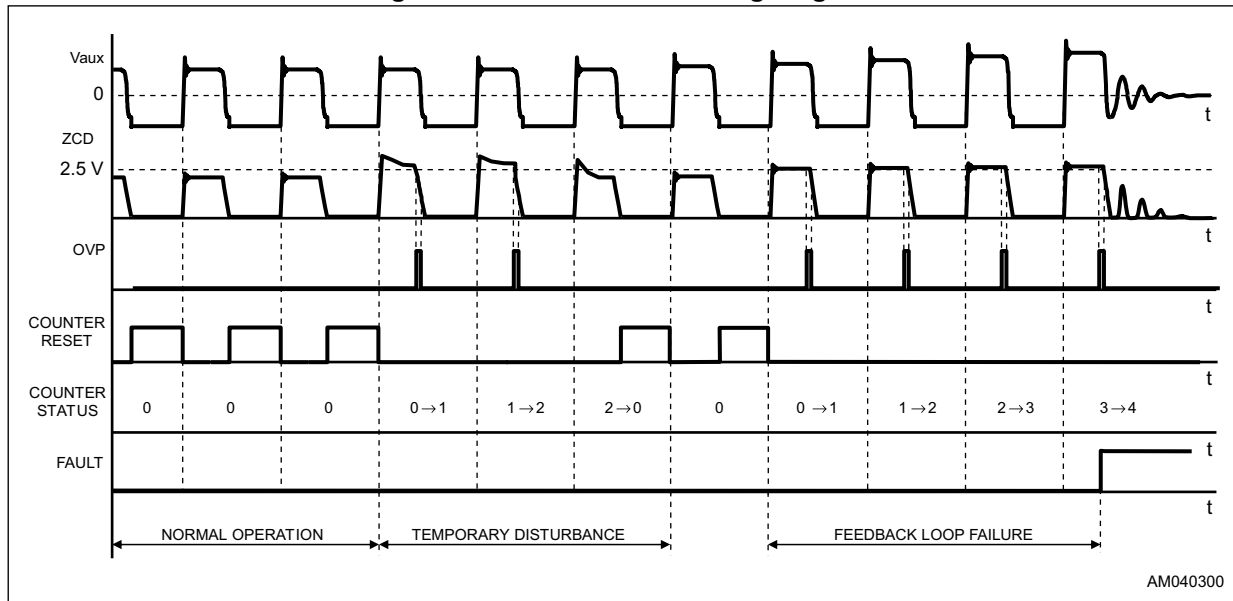 Vaux
0
t
ZCD
2.5 V
t
OVP
t
COUNTER
RESET
t
COUNTER
STATUS
0 0 0 0→1 1→2 2→0 0 0→1 1→2 2→3 3→4
t
FAULT
t
NORMAL OPERATION TEMPORARY DISTURBANCE FEEDBACK LOOP FAILURE
AM040300